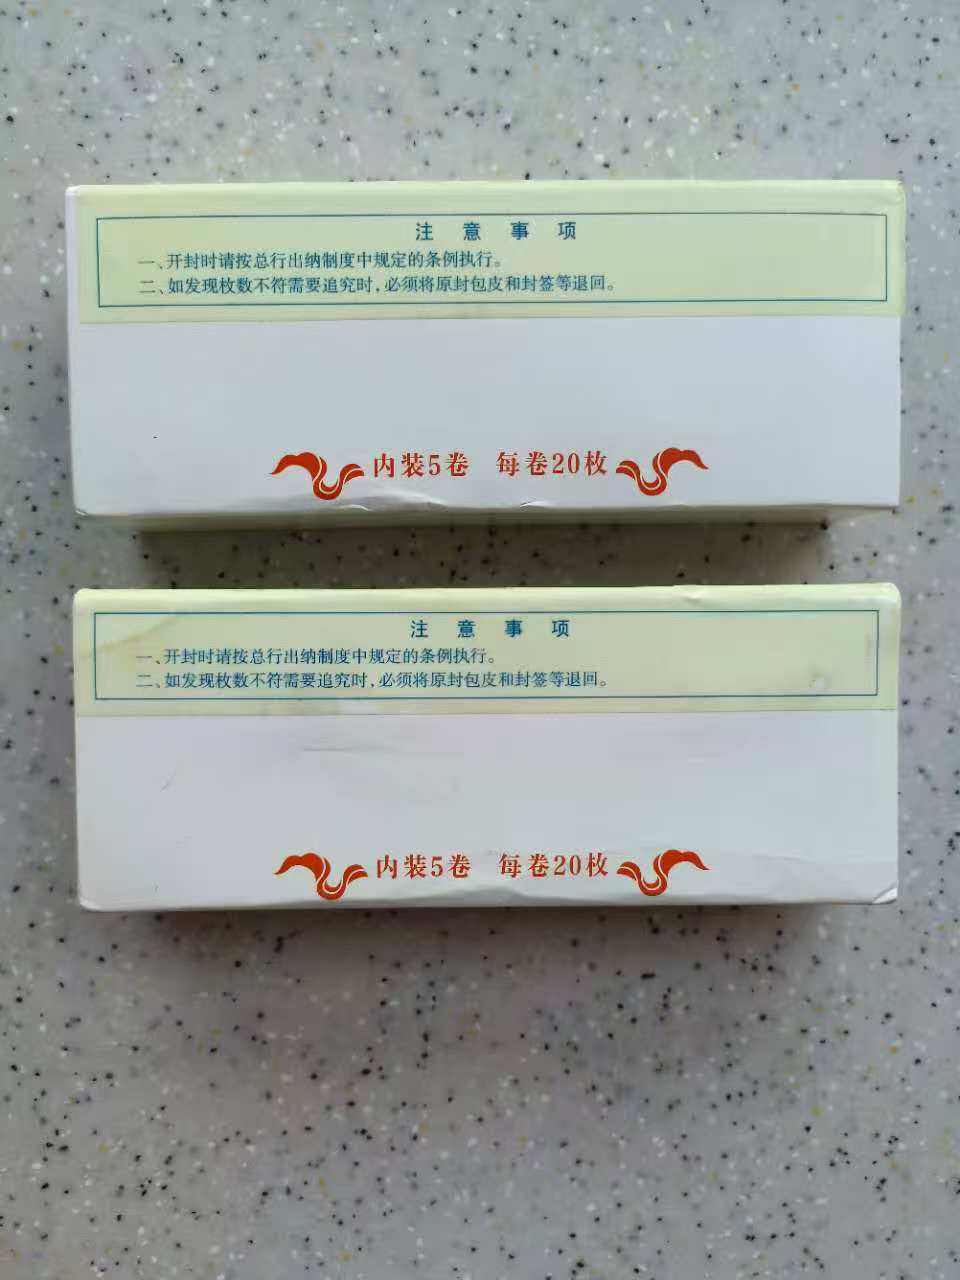 注 意 事 项
一、开封时请按总行出纳制度中规定的条例执行。
二、如发现枚数不符需要追究时,必须将原封包皮和封签等退回。
内装5卷 每卷20枚
注 意 事 项
一、开封时请按总行出纳制度中规定的条例执行。
二、如发现枚数不符需要追究时,必须将原封包皮和封签等退回。
内装5卷 每卷20枚